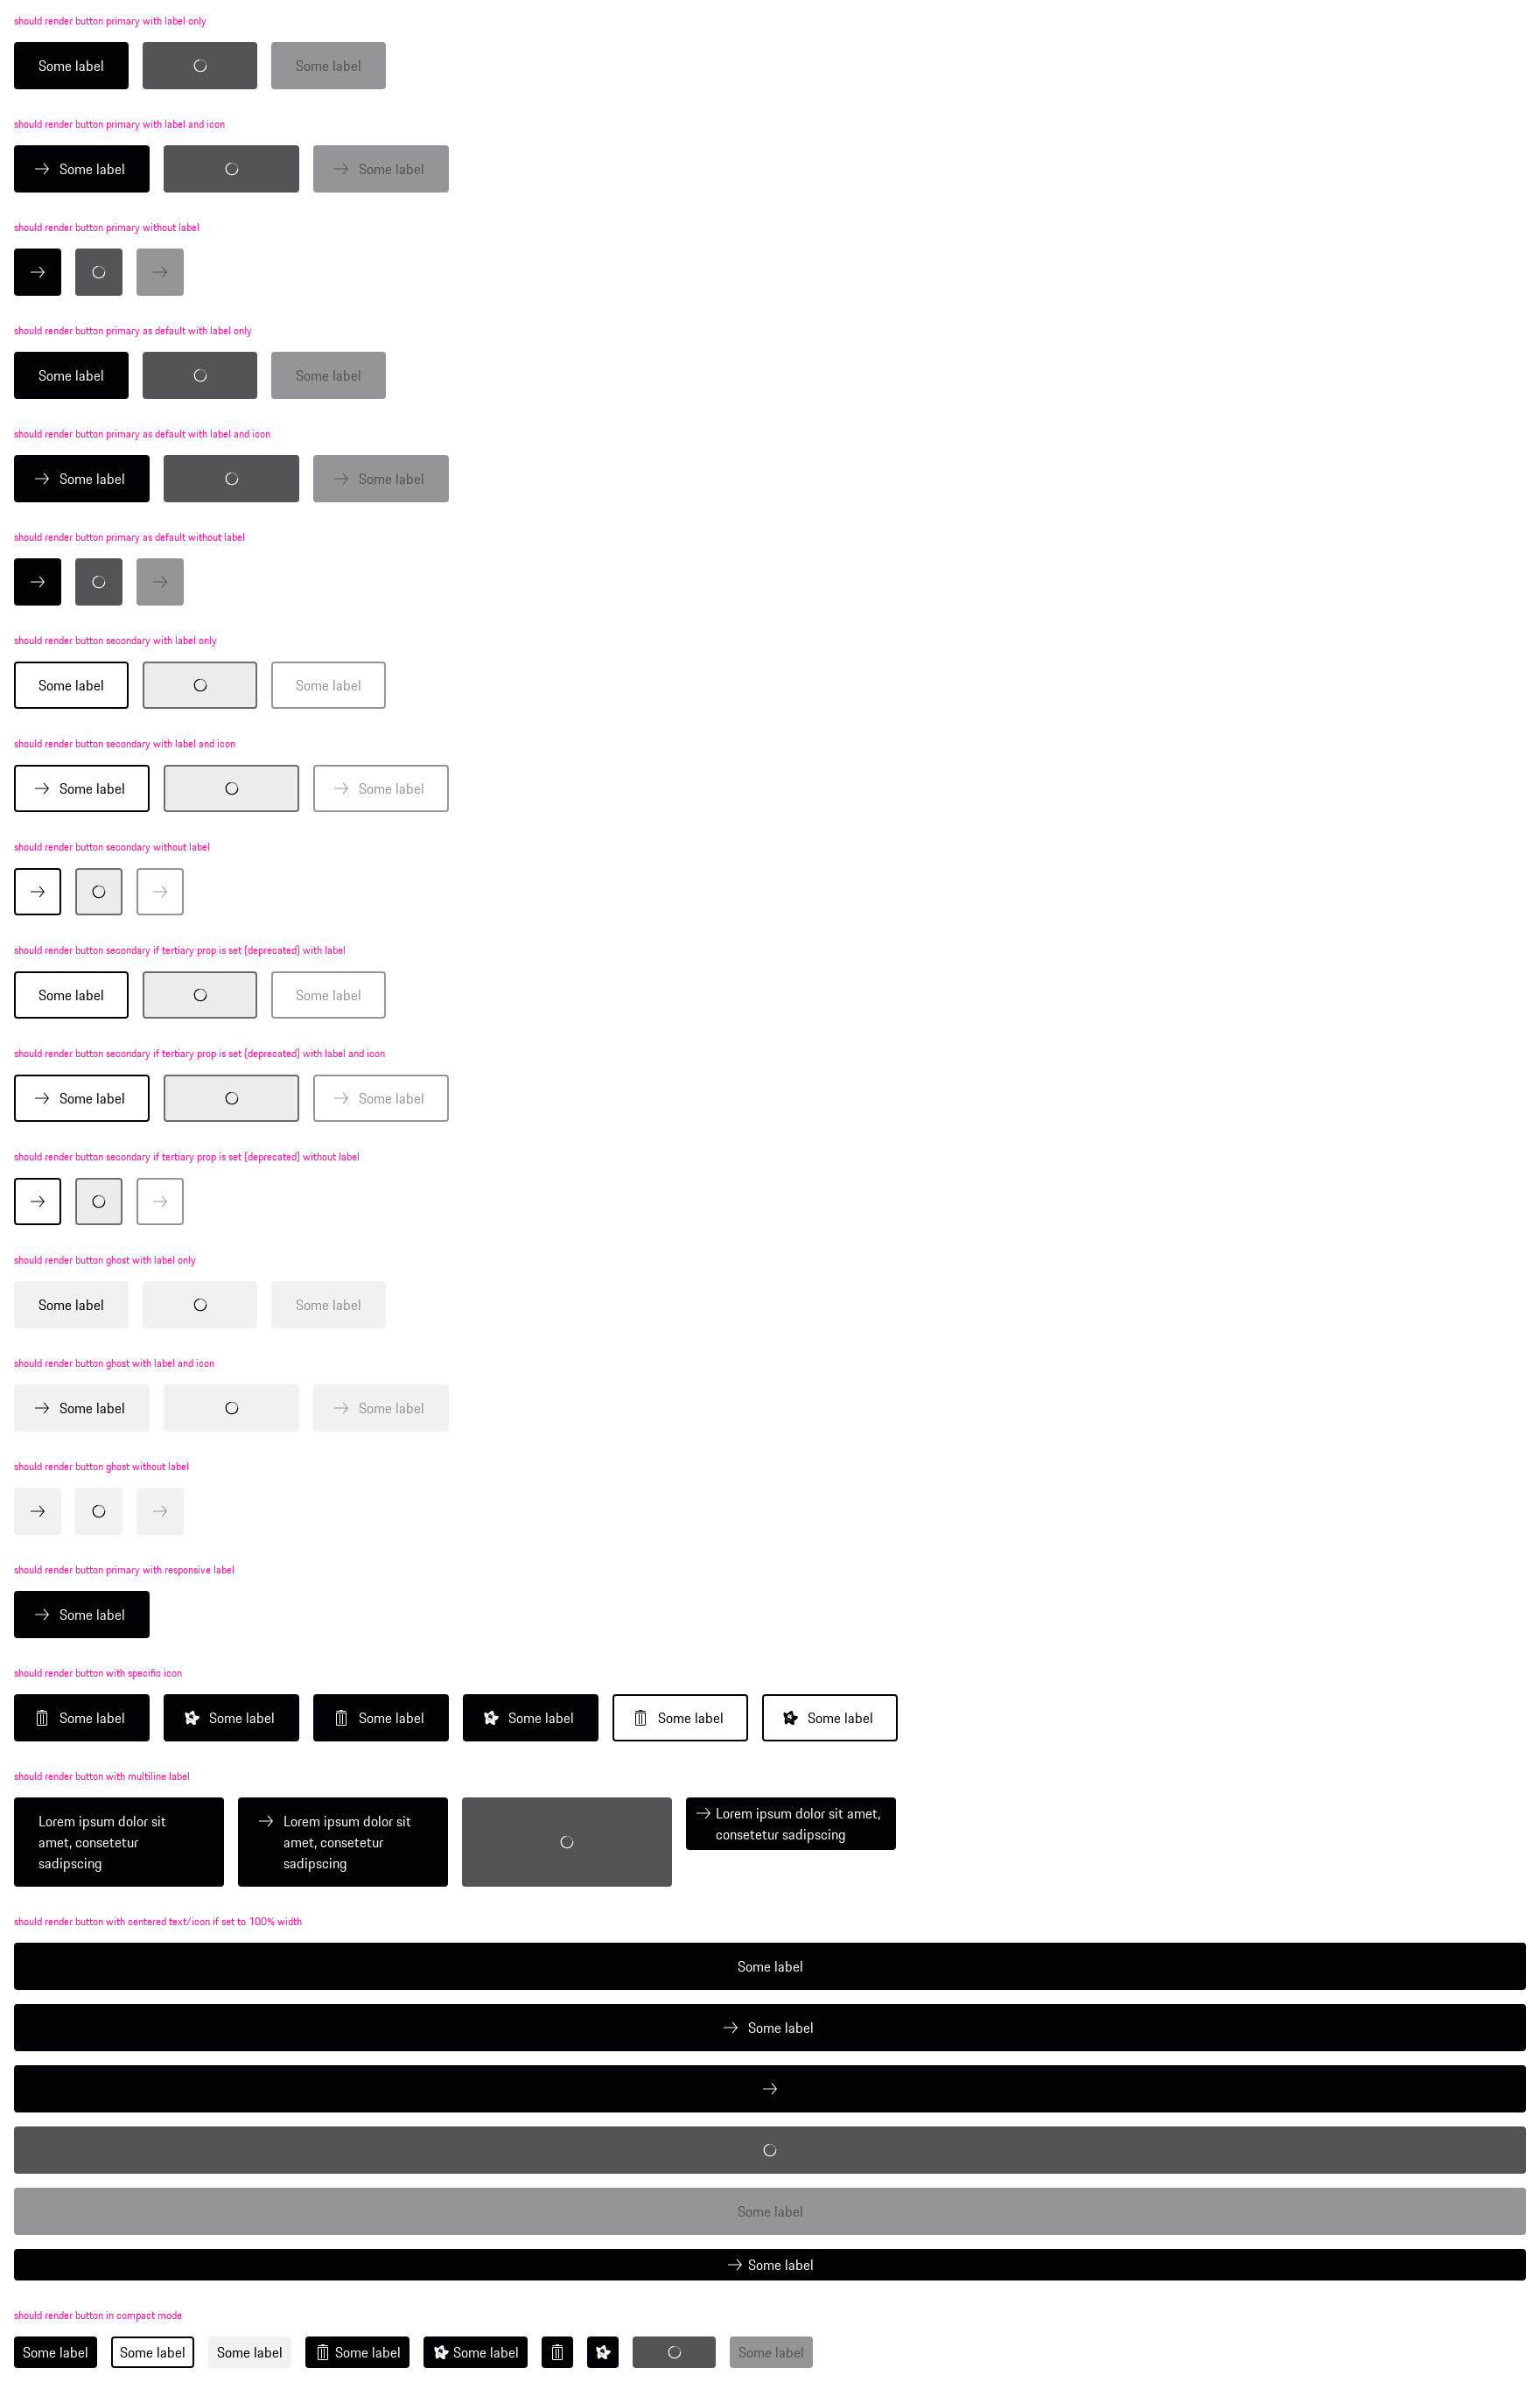 should render button primary with label only
Some label Some label
should render button primary with label and icon
Some label Some label
should render button primary without label
should render button primary as default with label only
Some label Some label
should render button primary as default with label and icon
Some label Some label
should render button primary as default without label
should render button secondary with label only
Some label Some label
should render button secondary with label and icon
Some label Some label
should render button secondary without label
should render button secondary if tertiary prop is set (deprecated) with label
Some label Some label
should render button secondary if tertiary prop is set (deprecated) with label and icon
Some label Some label
should render button secondary if tertiary prop is set (deprecated) without label
should render button ghost with label only
Some label Some label
should render button ghost with label and icon
Some label Some label
should render button ghost without label
should render button primary with responsive label
Some label
should render button with specific icon
Some label Some label Some label Some label Some label Some label
should render button with multiline label
Lorem ipsum dolor sit
amet, consetetur
sadipscing
Lorem ipsum dolor sit
amet, consetetur
sadipscing
Lorem ipsum dolor sit amet,
consetetur sadipscing
should render button with centered text/icon if set to 100% width
Some label
Some label
Some label
Some label
should render button in compact mode
Some label Some label Some label Some label Some label Some label